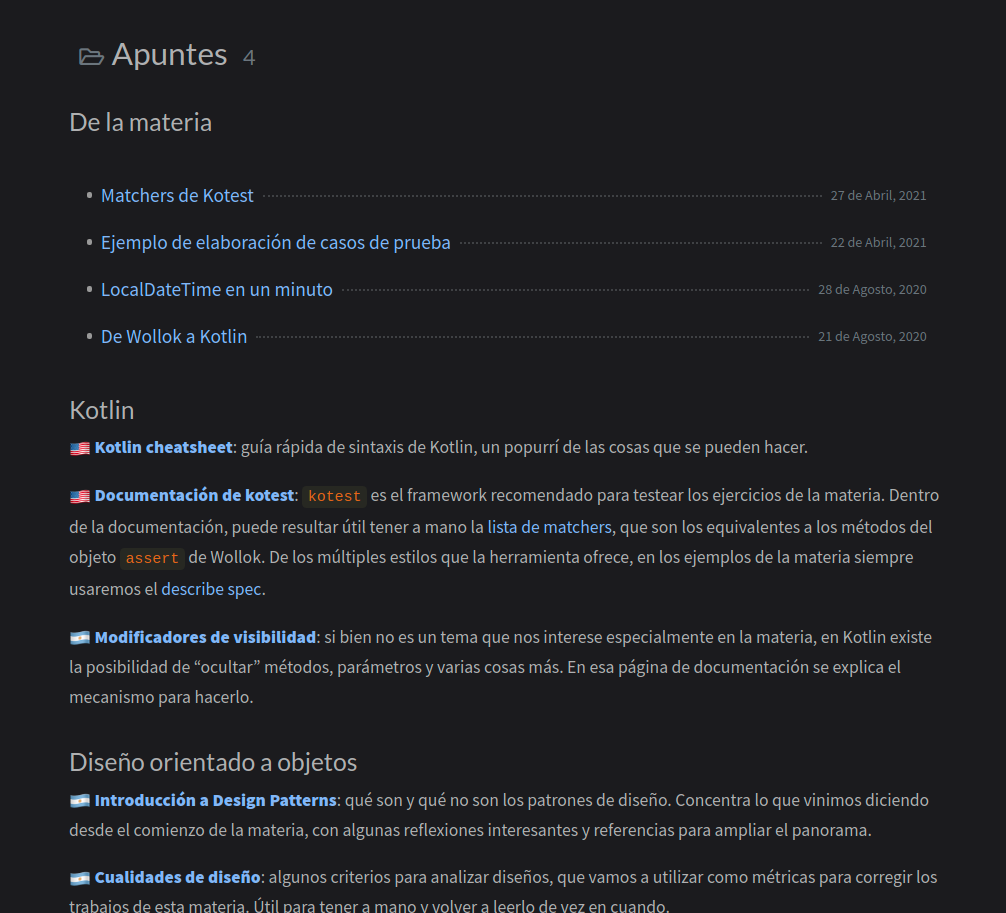 Apuntes 4
De la materia
Matchers de Kotest 27 de Abril, 2021
Ejemplo de elaboración de casos de prueba 22 de Abril, 2021
LocalDateTime en un minuto 28 de Agosto, 2020
De Wollok a Kotlin 21 de Agosto, 2020
Kotlin
Kotlin cheatsheet: guía rápida de sintaxis de Kotlin, un popurrí de las cosas que se pueden hacer.
Documentación de kotest: kotest es el framework recomendado para testear los ejercicios de la materia. Dentro
de la documentación, puede resultar útil tener a mano la lista de matchers, que son los equivalentes a los métodos del
objeto assert de Wollok. De los múltiples estilos que la herramienta ofrece, en los ejemplos de la materia siempre
usaremos el describe spec.
Modificadores de visibilidad: si bien no es un tema que nos interese especialmente en la materia, en Kotlin existe
la posibilidad de “ocultar” métodos, parámetros y varias cosas más. En esa página de documentación se explica el
mecanismo para hacerlo.
Diseño orientado a objetos
Introducción a Design Patterns: qué son y qué no son los patrones de diseño. Concentra lo que vinimos diciendo
desde el comienzo de la materia, con algunas reflexiones interesantes y referencias para ampliar el panorama.
Cualidades de diseño: algunos criterios para analizar diseños, que vamos a utilizar como métricas para corregir los
trabajos de esta materia. Útil para tener a mano y volver a leerlo de vez en cuando.